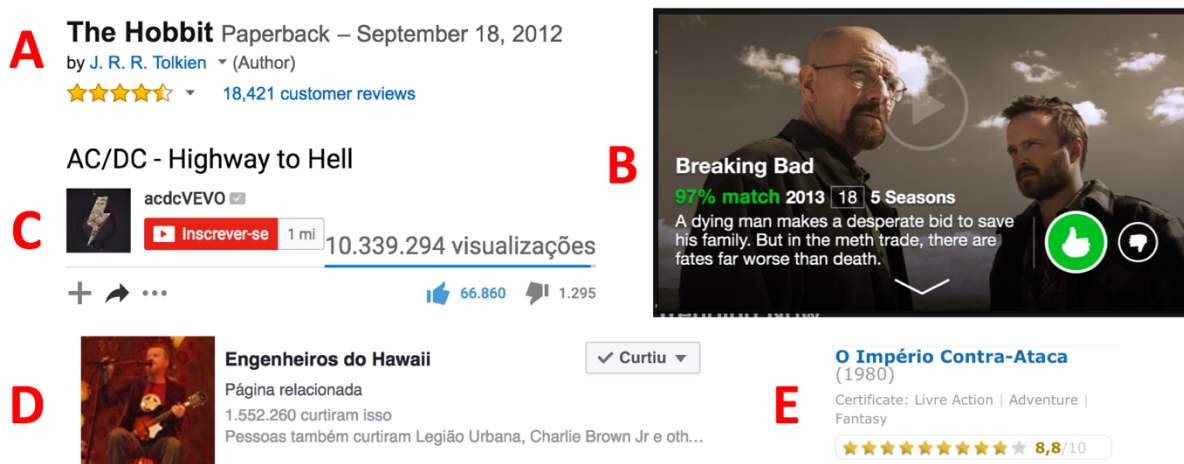 A
The Hobbit Paperback – September 18, 2012
by J. R. R. Tolkien (Author)
18,421 customer reviews
B
Breaking Bad
97% match 2013 18 5 Seasons
A dying man makes a desperate bid to save
his family. But in the meth trade, there are
fates far worse than death.
C
AC/DC - Highway to Hell
acdcVEVO
Inscrever-se 1 mi
10.339.294 visualizações
66.860 1.295
D
Engenheiros do Hawaii
Curtiu
Página relacionada
1.552.260 curtiram isso
Pessoas também curtiram Legião Urbana, Charlie Brown Jr e oth...
E
O Império Contra-Ataca
(1980)
Certificate: Livre Action | Adventure |
Fantasy
8,8/10